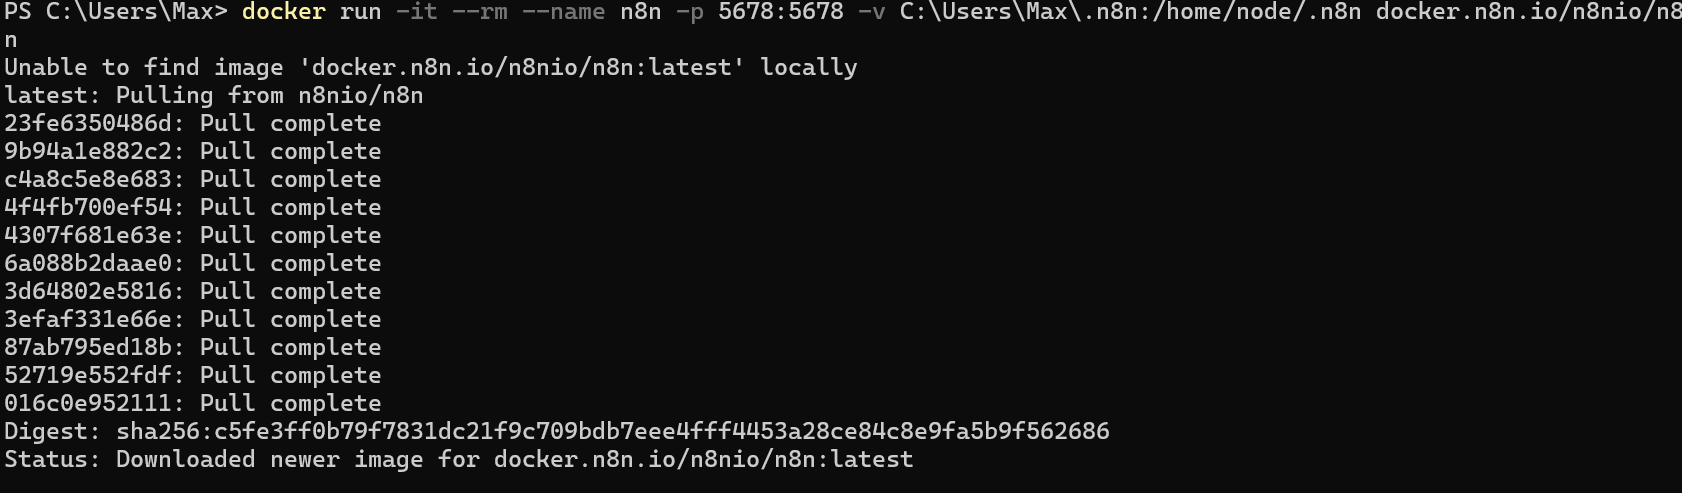 PS C:\Users\Max> docker run -it --rm --name n8n -p 5678:5678 -v C:\Users\Max\.n8n:/home/node/.n8n docker.n8n.io/n8nio/n8
n
Unable to find image 'docker.n8n.io/n8nio/n8n:latest' locally
latest: Pulling from n8nio/n8n
23fe6350486d: Pull complete
9b94a1e882c2: Pull complete
c4a8c5e8e683: Pull complete
4f4fb700ef54: Pull complete
4307f681e63e: Pull complete
6a088b2daae0: Pull complete
3d64802e5816: Pull complete
3efaf331e66e: Pull complete
87ab795ed18b: Pull complete
52719e552fdf: Pull complete
016c0e952111: Pull complete
Digest: sha256:c5fe3ff0b79f7831dc21f9c709bdb7eee4fff4453a28ce84c8e9fa5b9f562686
Status: Downloaded newer image for docker.n8n.io/n8nio/n8n:latest